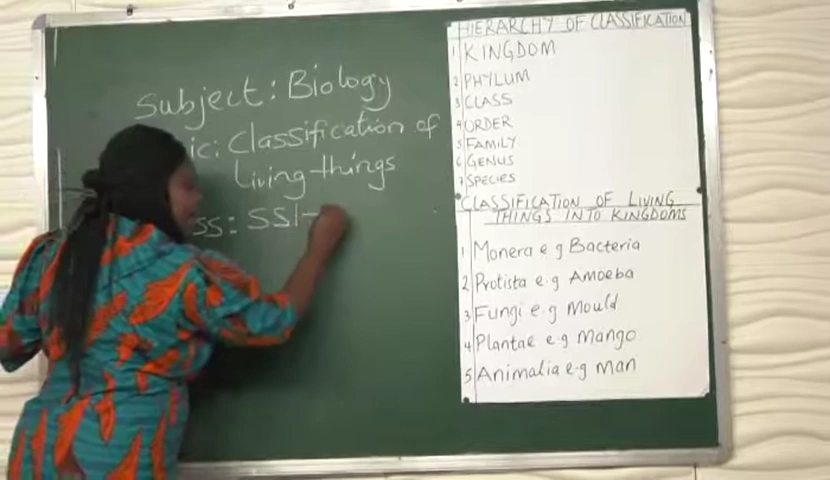 Subject: Biology
ic: Classification of
Living things
ss: SS1-
HIERARCHY OF CLASSIFICATION
1 KINGDOM
2 PHYLUM
3 CLASS
4 ORDER
5 FAMILY
6 GENUS
7 SPECIES
CLASSIFICATION OF LIVING
THINGS INTO KINGDOMS
1 Monera e g Bacteria
2 Protista e.g Amoeba
3 Fungi e.g Mould
4 Plantae e.g Mango
5 Animalia e.g man